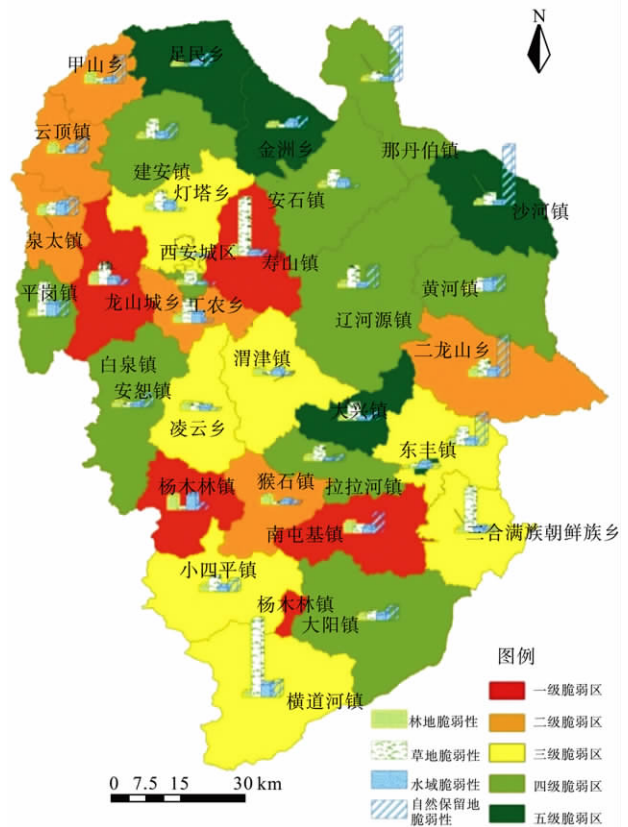 N
足民乡
甲山乡
云顶镇
金洲乡
那丹伯镇
建安镇
灯塔乡
安石镇
沙河镇
泉太镇
西安城区
寿山镇
平岗镇
龙山城乡
工农乡
黄河镇
辽河源镇
二龙山乡
白泉镇
渭津镇
安恕镇
大兴镇
凌云乡
东丰镇
杨木林镇
猴石镇
拉拉河镇
南屯基镇
三合满族朝鲜族乡
小四平镇
杨木林镇
大阳镇
横道河镇
图例
一级脆弱区
林地脆弱性
二级脆弱区
草地脆弱性
三级脆弱区
水域脆弱性
四级脆弱区
自然保留地
脆弱性
五级脆弱区
0 7.5 15 30 km